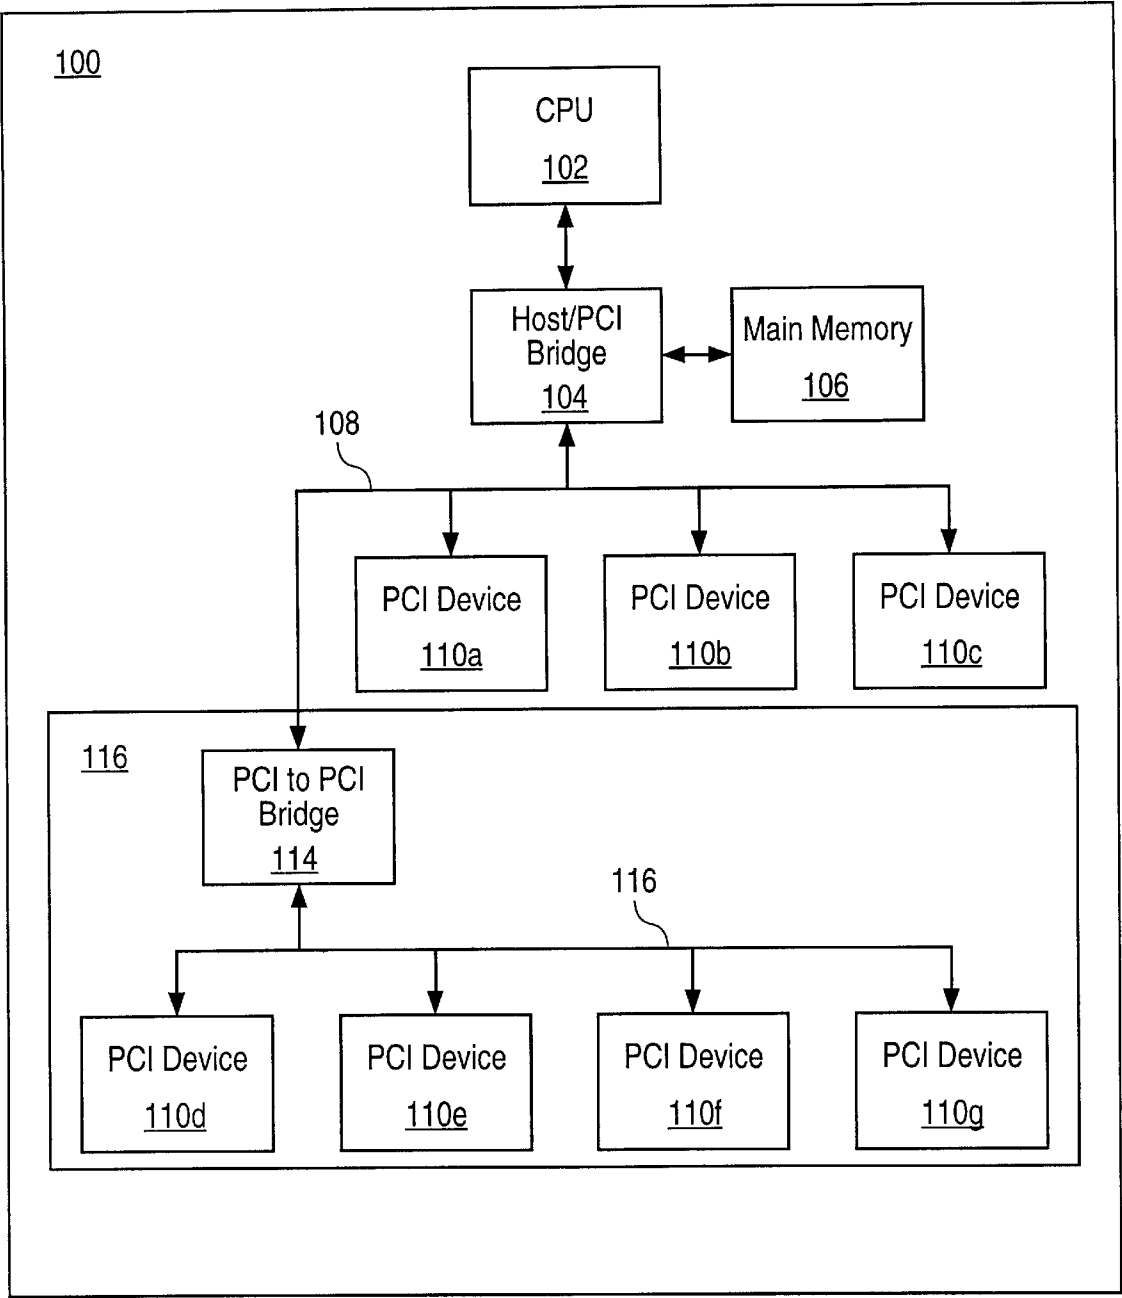 100
CPU
102
Host/PCI
Bridge
104
Main Memory
106
108
PCI Device
110a
PCI Device
110b
PCI Device
110c
116
PCI to PCI
Bridge
114
116
PCI Device
110d
PCI Device
110e
PCI Device
110f
PCI Device
110g